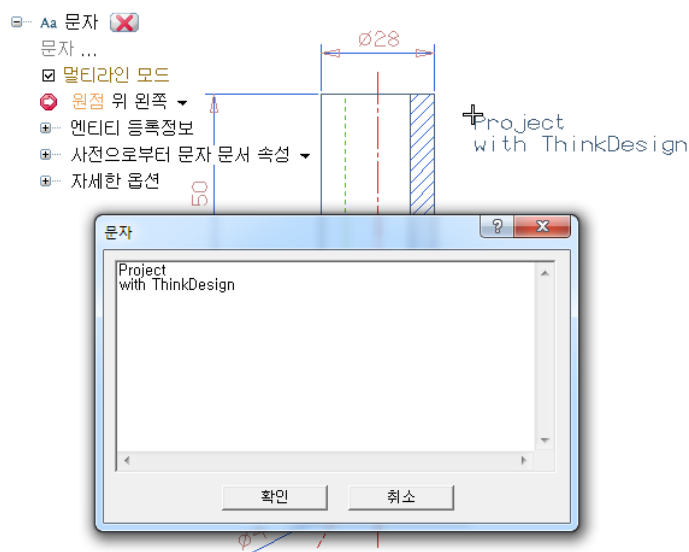 Aa 문자
문자 ...
멀티라인 모드
원점 위 왼쪽
엔티티 등록정보
사전으로부터 문자 문서 속성
자세한 옵션
Ø28
50
Project
with ThinkDesign
문자
Project
with ThinkDesign
확인
취소